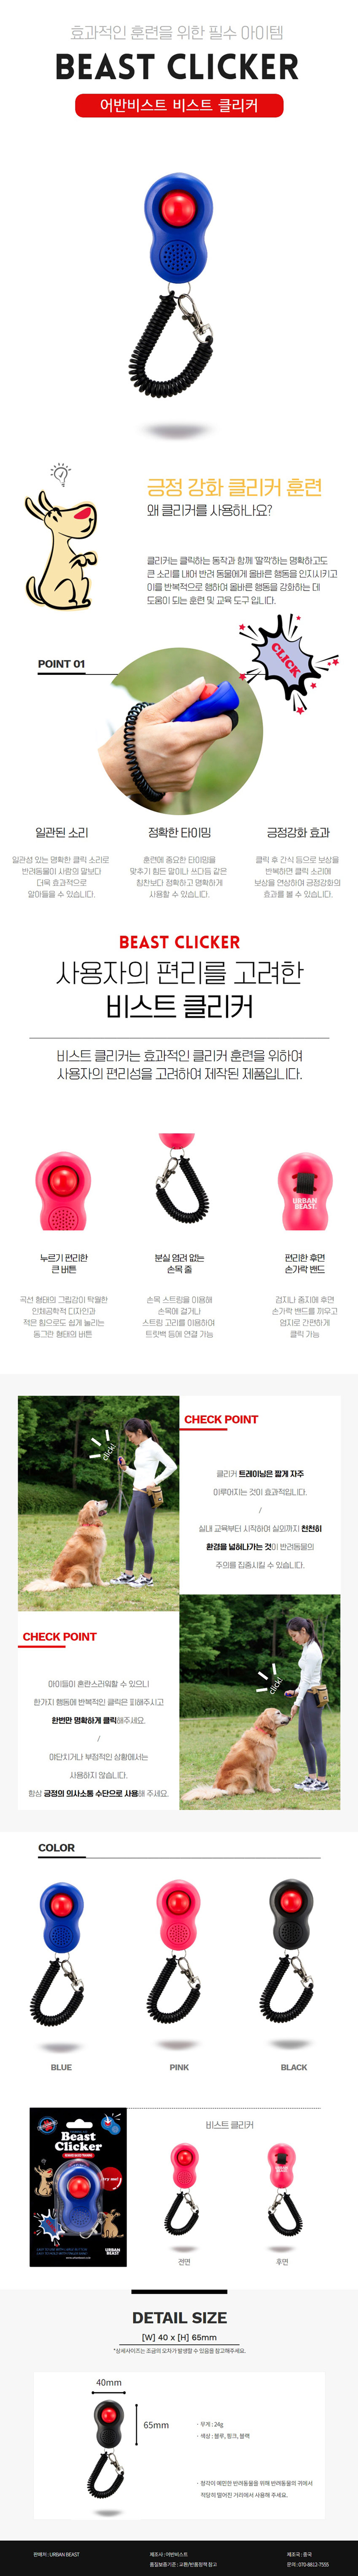 효과적인 훈련을 위한 필수 아이템
BEAST CLICKER
어반비스트 비스트 클리커
긍정 강화 클리커 훈련
왜 클리커를 사용하나요?
클리커는 클릭하는 동작과 함께 '딸깍'하는 명확하고도
큰 소리를 내어 반려 동물에게 올바른 행동을 인지시키고
이를 반복적으로 행하여 올바른 행동을 강화하는 데
도움이 되는 훈련 및 교육 도구 입니다.
CLICK
POINT 01
일관된 소리
일관성 있는 명확한 클릭 소리로
반려동물이 사람의 말보다
더욱 효과적으로
알아들을 수 있습니다.
정확한 타이밍
훈련에 중요한 타이밍을
맞추기 힘든 말이나 쓰다듬 같은
칭찬보다 정확하고 명확하게
사용할 수 있습니다.
긍정강화 효과
클릭 후 간식 등으로 보상을
반복하면 클릭 소리에
보상을 연상하여 긍정강화의
효과를 볼 수 있습니다.
BEAST CLICKER
사용자의 편리를 고려한
비스트 클리커
비스트 클리커는 효과적인 클리커 훈련을 위하여
사용자의 편리성을 고려하여 제작된 제품입니다.
URBAN
BEAST.
누르기 편리한
큰 버튼
곡선 형태의 그립감이 탁월한
인체공학적 디자인과
적은 힘으로도 쉽게 눌리는
동그란 형태의 버튼
분실 염려 없는
손목 줄
손목 스트링을 이용해
손목에 걸거나
스트링 고리를 이용하여
트릿백 등에 연결 가능
편리한 후면
손가락 밴드
검지나 중지에 후면
손가락 밴드를 끼우고
엄지로 간편하게
클릭 가능
click!
CHECK POINT
클리커 트레이닝은 짧게 자주
이루어지는 것이 효과적입니다.
/
실내 교육부터 시작하여 실외까지 천천히
환경을 넓혀나가는 것이 반려동물의
주의를 집중시킬 수 있습니다.
CHECK POINT
아이들이 혼란스러워할 수 있으니
한가지 행동에 반복적인 클릭은 피해주시고
한번만 명확하게 클릭해주세요.
/
야단치거나 부정적인 상황에서는
사용하지 않습니다.
항상 긍정의 의사소통 수단으로 사용해 주세요.
click!
COLOR
BLUE
PINK
BLACK
Beast
Clicker
URBAN
BEAST
비스트 클리커
전면
후면
DETAIL SIZE
[W] 40 x [H] 65mm
*상세사이즈는 조금의 오차가 발생할 수 있음을 참고해주세요.
40mm
65mm
· 무게 : 24g
· 색상 : 블루, 핑크, 블랙
· 청각이 예민한 반려동물을 위해 반려동물의 귀에서
적당히 떨어진 거리에서 사용해 주세요.
판매처 : URBAN BEAST
제조사 : 어반비스트
제조국 : 중국
품질보증기준 : 교환/반품정책 참고
문의 : 070-8812-7555